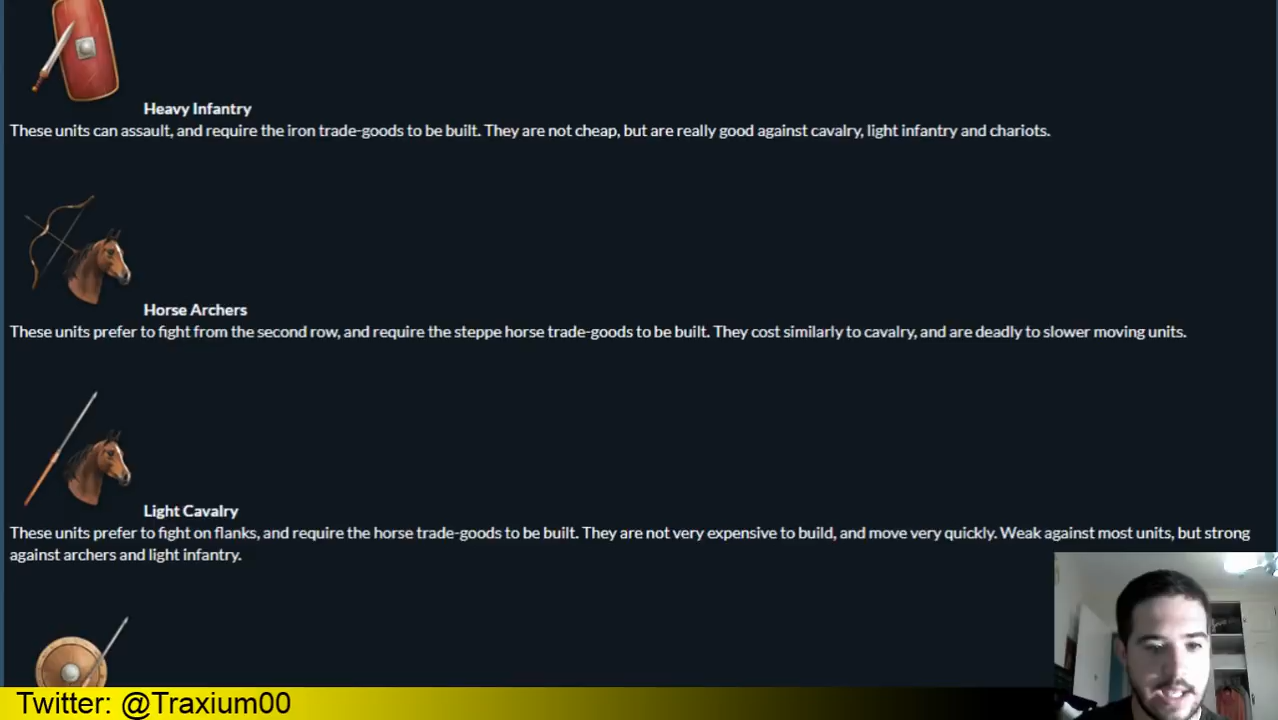 Heavy Infantry
These units can assault, and require the iron trade-goods to be built. They are not cheap, but are really good against cavalry, light infantry and chariots.
Horse Archers
These units prefer to fight from the second row, and require the steppe horse trade-goods to be built. They cost similarly to cavalry, and are deadly to slower moving units.
Light Cavalry
These units prefer to fight on flanks, and require the horse trade-goods to be built. They are not very expensive to build, and move very quickly. Weak against most units, but strong
against archers and light infantry.
Twitter: @Traxium00